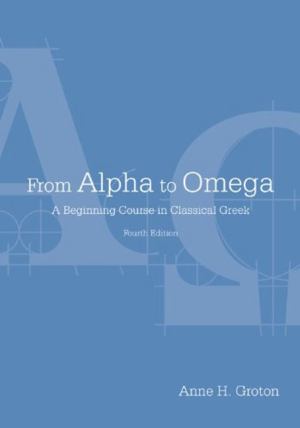 From Alpha to Omega
A Beginning Course in Classical Greek
Fourth Edition
Anne H. Groton